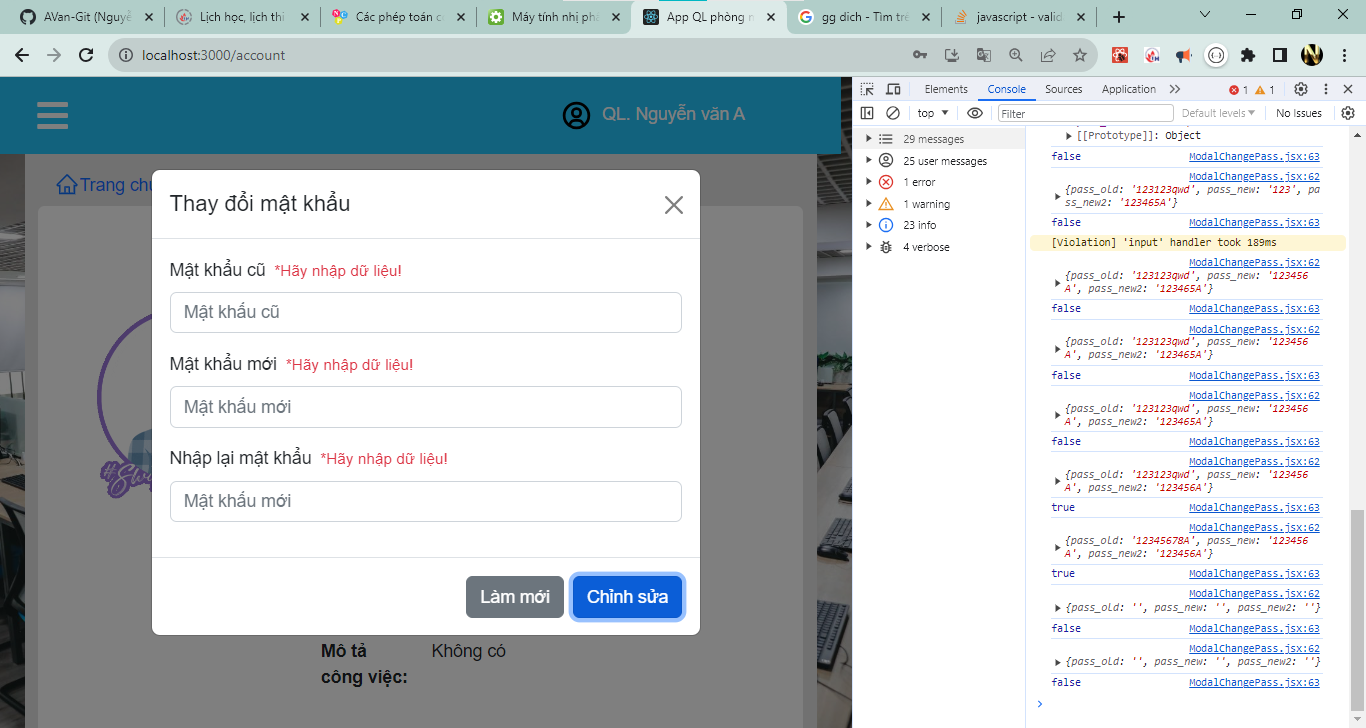 AVan-Git (Nguyễ
Lịch học, lịch thi
Các phép toán c
Máy tính nhị phâ
App QL phòng n
gg dich - Tìm trê
javascript - valid
localhost:3000/account
QL. Nguyễn văn A
Trang chủ
Thay đổi mật khẩu
Mật khẩu cũ *Hãy nhập dữ liệu!
Mật khẩu cũ
Mật khẩu mới *Hãy nhập dữ liệu!
Mật khẩu mới
Nhập lại mật khẩu *Hãy nhập dữ liệu!
Mật khẩu mới
Làm mới
Chỉnh sửa
Mô tả công việc:
Không có
Elements Console Sources Application 1 1
top Filter Default levels No Issues
29 messages
25 user messages
1 error
1 warning
23 info
4 verbose
[[Prototype]]: Object
false ModalChangePass.jsx:63
ModalChangePass.jsx:62
{pass_old: '123123qwd', pass_new: '123', pa
ss_new2: '123465A'}
false ModalChangePass.jsx:63
[Violation] 'input' handler took 189ms
ModalChangePass.jsx:62
{pass_old: '123123qwd', pass_new: '123456
A', pass_new2: '123465A'}
false ModalChangePass.jsx:63
ModalChangePass.jsx:62
{pass_old: '123123qwd', pass_new: '123456
A', pass_new2: '123465A'}
false ModalChangePass.jsx:63
ModalChangePass.jsx:62
{pass_old: '123123qwd', pass_new: '123456
A', pass_new2: '123465A'}
false ModalChangePass.jsx:63
ModalChangePass.jsx:62
{pass_old: '123123qwd', pass_new: '123456
A', pass_new2: '123456A'}
true ModalChangePass.jsx:63
ModalChangePass.jsx:62
{pass_old: '12345678A', pass_new: '123456
A', pass_new2: '123456A'}
true ModalChangePass.jsx:63
ModalChangePass.jsx:62
{pass_old: '', pass_new: '', pass_new2: ''}
false ModalChangePass.jsx:63
ModalChangePass.jsx:62
{pass_old: '', pass_new: '', pass_new2: ''}
false ModalChangePass.jsx:63